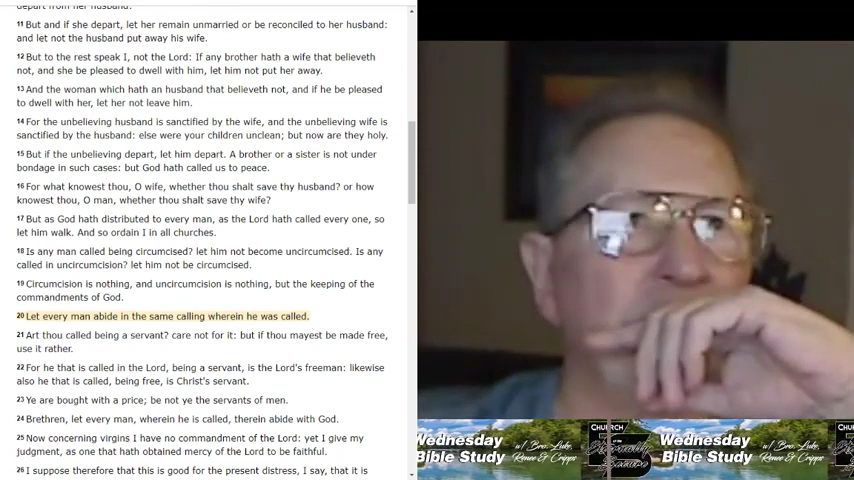 depart from her husband:
11 But and if she depart, let her remain unmarried or be reconciled to her husband:
and let not the husband put away his wife.
12 But to the rest speak I, not the Lord: If any brother hath a wife that believeth
not, and she be pleased to dwell with him, let him not put her away.
13 And the woman which hath an husband that believeth not, and if he be pleased
to dwell with her, let her not leave him.
14 For the unbelieving husband is sanctified by the wife, and the unbelieving wife is
sanctified by the husband: else were your children unclean; but now are they holy.
15 But if the unbelieving depart, let him depart. A brother or a sister is not under
bondage in such cases: but God hath called us to peace.
16 For what knowest thou, O wife, whether thou shalt save thy husband? or how
knowest thou, O man, whether thou shalt save thy wife?
17 But as God hath distributed to every man, as the Lord hath called every one, so
let him walk. And so ordain I in all churches.
18 Is any man called being circumcised? let him not become uncircumcised. Is any
called in uncircumcision? let him not be circumcised.
19 Circumcision is nothing, and uncircumcision is nothing, but the keeping of the
commandments of God.
20 Let every man abide in the same calling wherein he was called.
21 Art thou called being a servant? care not for it: but if thou mayest be made free,
use it rather.
22 For he that is called in the Lord, being a servant, is the Lord's freeman: likewise
also he that is called, being free, is Christ's servant.
23 Ye are bought with a price; be not ye the servants of men.
24 Brethren, let every man, wherein he is called, therein abide with God.
25 Now concerning virgins I have no commandment of the Lord: yet I give my
judgment, as one that hath obtained mercy of the Lord to be faithful.
26 I suppose therefore that this is good for the present distress, I say, that it is
Wednesday
Bible Study
w/ Bro. Luke,
Renee & Cripps
CHURCH
of the
Eternally
Secure
Wednesday
Bible Study
w/ Bro. Luke,
Renee & Cripps
CHURCH